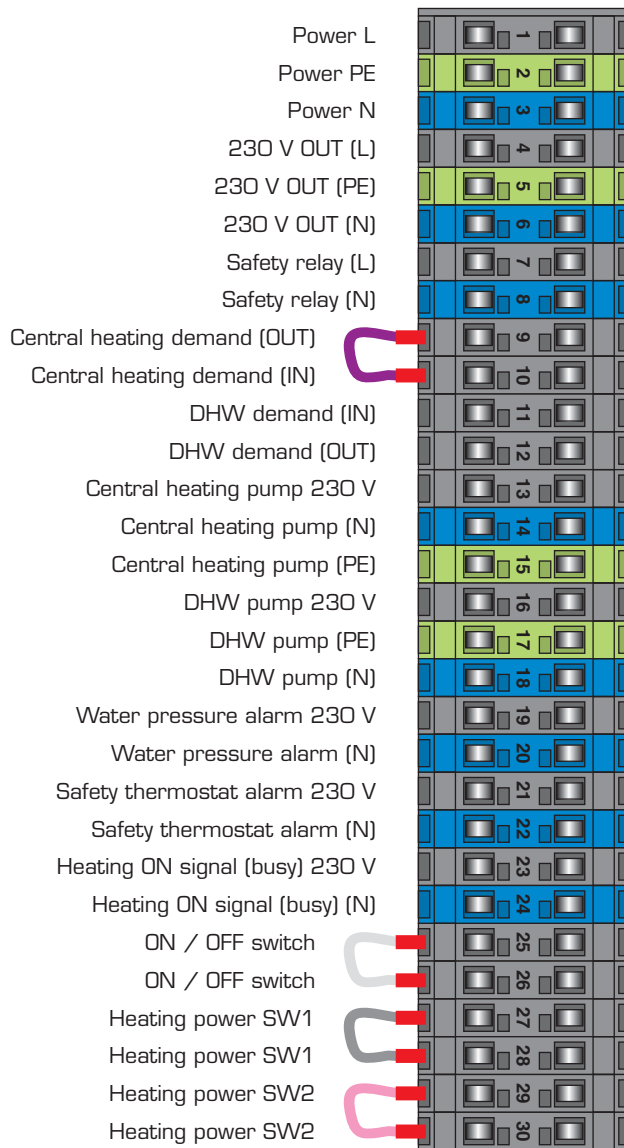 Power L 1
Power PE 2
Power N 3
230 V OUT (L) 4
230 V OUT (PE) 5
230 V OUT (N) 6
Safety relay (L) 7
Safety relay (N) 8
Central heating demand (OUT) 9
Central heating demand (IN) 10
DHW demand (IN) 11
DHW demand (OUT) 12
Central heating pump 230 V 13
Central heating pump (N) 14
Central heating pump (PE) 15
DHW pump 230 V 16
DHW pump (PE) 17
DHW pump (N) 18
Water pressure alarm 230 V 19
Water pressure alarm (N) 20
Safety thermostat alarm 230 V 21
Safety thermostat alarm (N) 22
Heating ON signal (busy) 230 V 23
Heating ON signal (busy) (N) 24
ON / OFF switch 25
ON / OFF switch 26
Heating power SW1 27
Heating power SW1 28
Heating power SW2 29
Heating power SW2 30